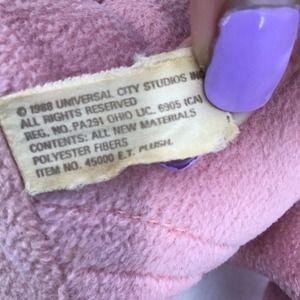 © 1988 UNIVERSAL CITY STUDIOS INC
ALL RIGHTS RESERVED
REG. NO. PA231 OHIO LIC. 6905 (CA)
CONTENTS: ALL NEW MATERIALS
POLYESTER FIBERS
ITEM NO. 45000 E.T. PLUSH.